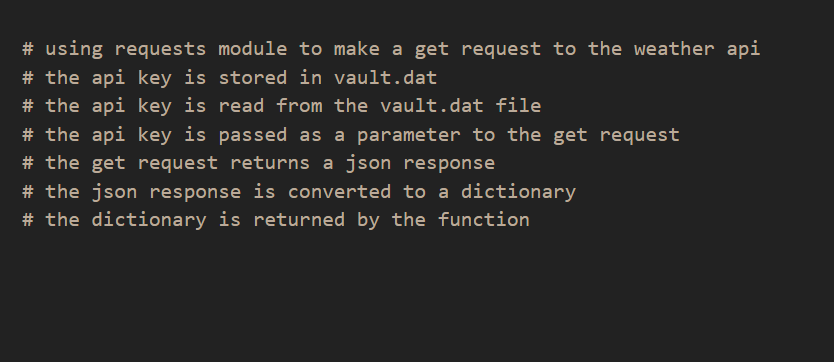 # using requests module to make a get request to the weather api
# the api key is stored in vault.dat
# the api key is read from the vault.dat file
# the api key is passed as a parameter to the get request
# the get request returns a json response
# the json response is converted to a dictionary
# the dictionary is returned by the function